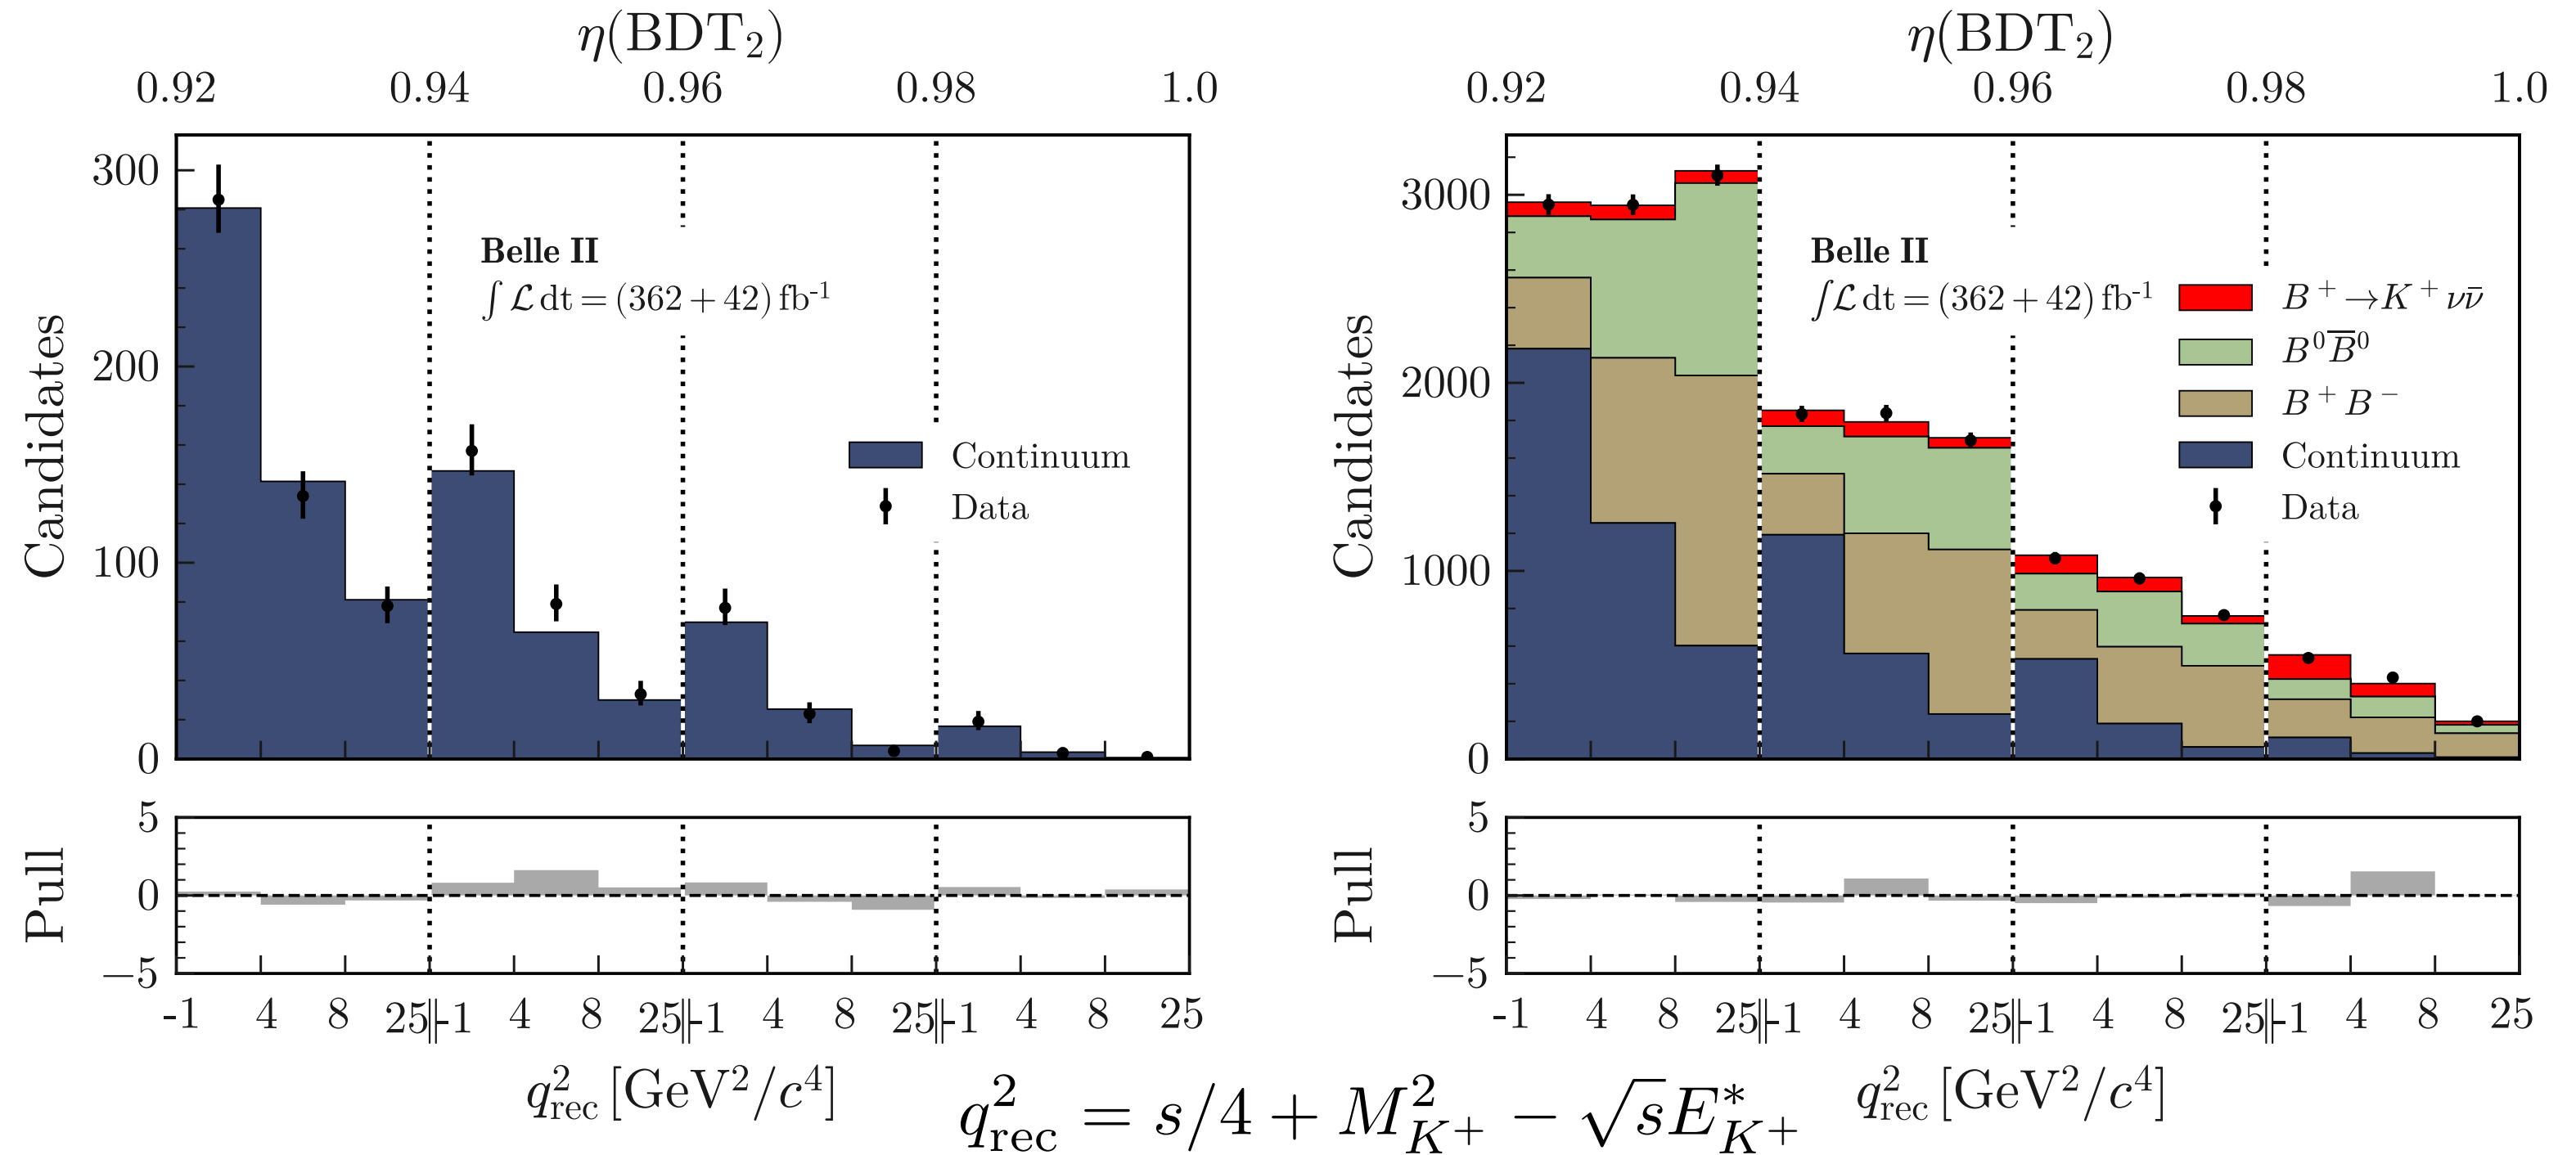 η(BDT₂)
0.92 0.94 0.96 0.98 1.0
300
200
100
0
Candidates
Belle II
∫ 𝓛 dt = (362 + 42) fb⁻¹
Continuum
Data
5
0
−5
Pull
-1 4 8 25||-1 4 8 25||-1 4 8 25||-1 4 8 25
q²_rec [GeV²/c⁴]
η(BDT₂)
0.92 0.94 0.96 0.98 1.0
3000
2000
1000
0
Candidates
Belle II
∫ 𝓛 dt = (362 + 42) fb⁻¹
B⁺ → K⁺ νν̄
B⁰B̅⁰
B⁺B⁻
Continuum
Data
5
0
−5
Pull
-1 4 8 25||-1 4 8 25||-1 4 8 25||-1 4 8 25
q²_rec [GeV²/c⁴]
q²_rec = s/4 + M²_K⁺ − √s E*_K⁺